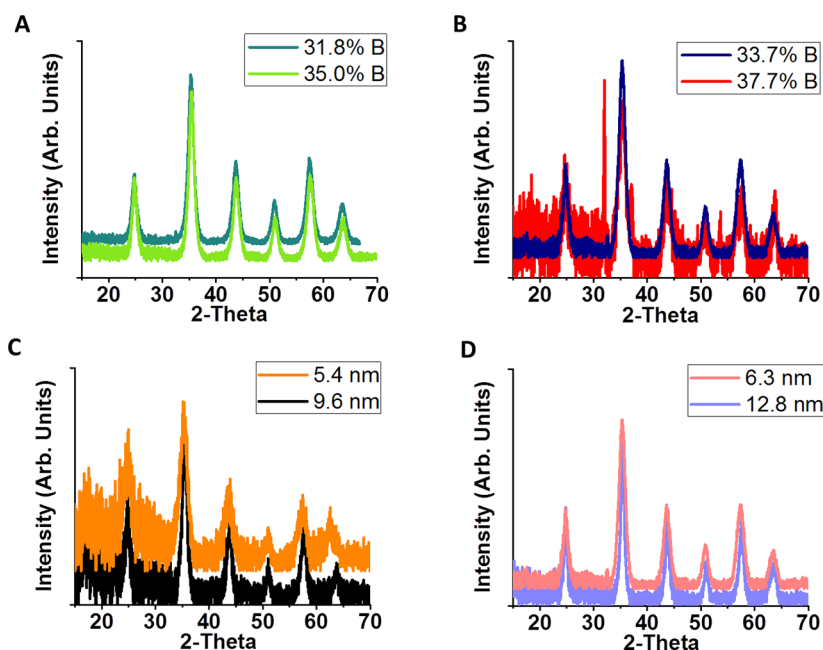 A
31.8% B
35.0% B
Intensity (Arb. Units)
20 30 40 50 60 70
2-Theta
B
33.7% B
37.7% B
Intensity (Arb. Units)
20 30 40 50 60 70
2-Theta
C
5.4 nm
9.6 nm
Intensity (Arb. Units)
20 30 40 50 60 70
2-Theta
D
6.3 nm
12.8 nm
Intensity (Arb. Units)
20 30 40 50 60 70
2-Theta